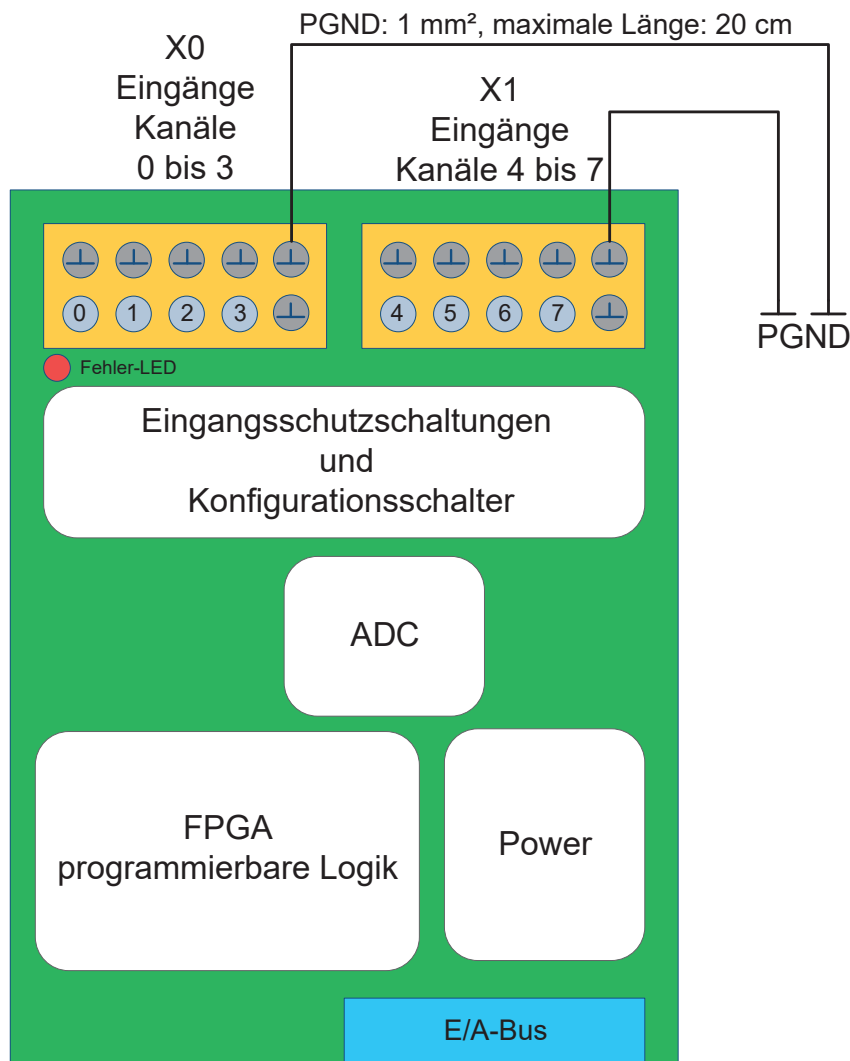 PGND: 1 mm², maximale Länge: 20 cm
X0
Eingänge
Kanäle
0 bis 3
X1
Eingänge
Kanäle 4 bis 7
0 1 2 3
4 5 6 7
PGND
Fehler-LED
Eingangsschutzschaltungen
und
Konfigurationsschalter
ADC
FPGA
programmierbare Logik
Power
E/A-Bus